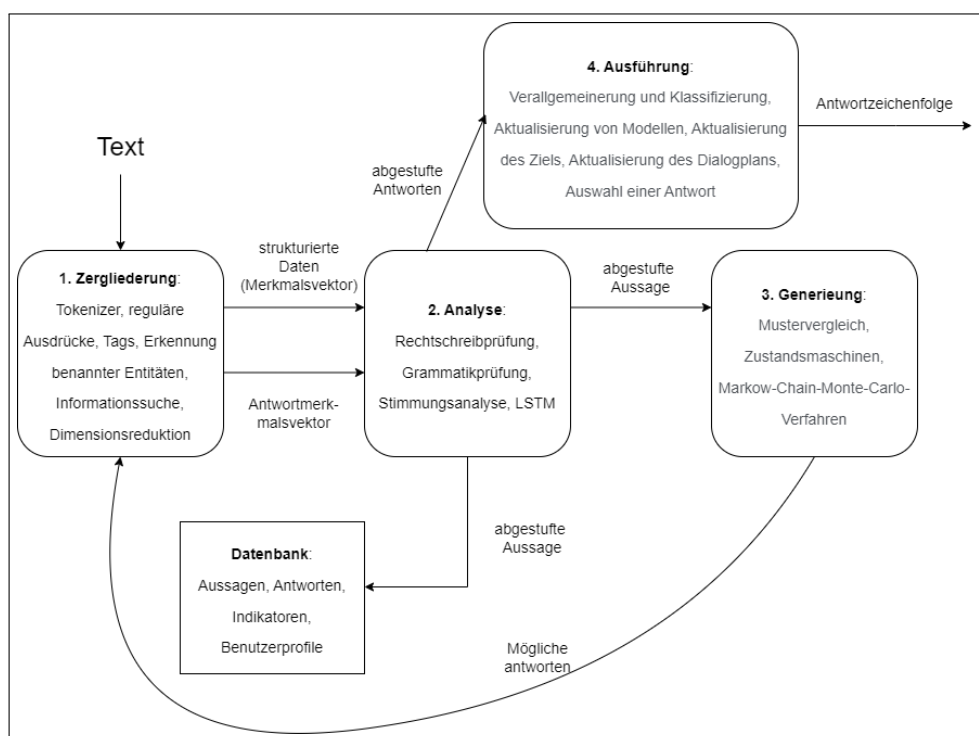 4. Ausführung:
Verallgemeinerung und Klassifizierung,
Aktualisierung von Modellen, Aktualisierung
des Ziels, Aktualisierung des Dialogplans,
Auswahl einer Antwort
Antwortzeichenfolge
Text
abgestufte
Antworten
1. Zergliederung:
Tokenizer, reguläre
Ausdrücke, Tags, Erkennung
benannter Entitäten,
Informationssuche,
Dimensionsreduktion
strukturierte
Daten
(Merkmalsvektor)
Antwortmerk-
malsvektor
2. Analyse:
Rechtschreibprüfung,
Grammatikprüfung,
Stimmungsanalyse, LSTM
abgestufte
Aussage
3. Generieung:
Mustervergleich,
Zustandsmaschinen,
Markow-Chain-Monte-Carlo-
Verfahren
abgestufte
Aussage
Datenbank:
Aussagen, Antworten,
Indikatoren,
Benutzerprofile
Mögliche
antworten